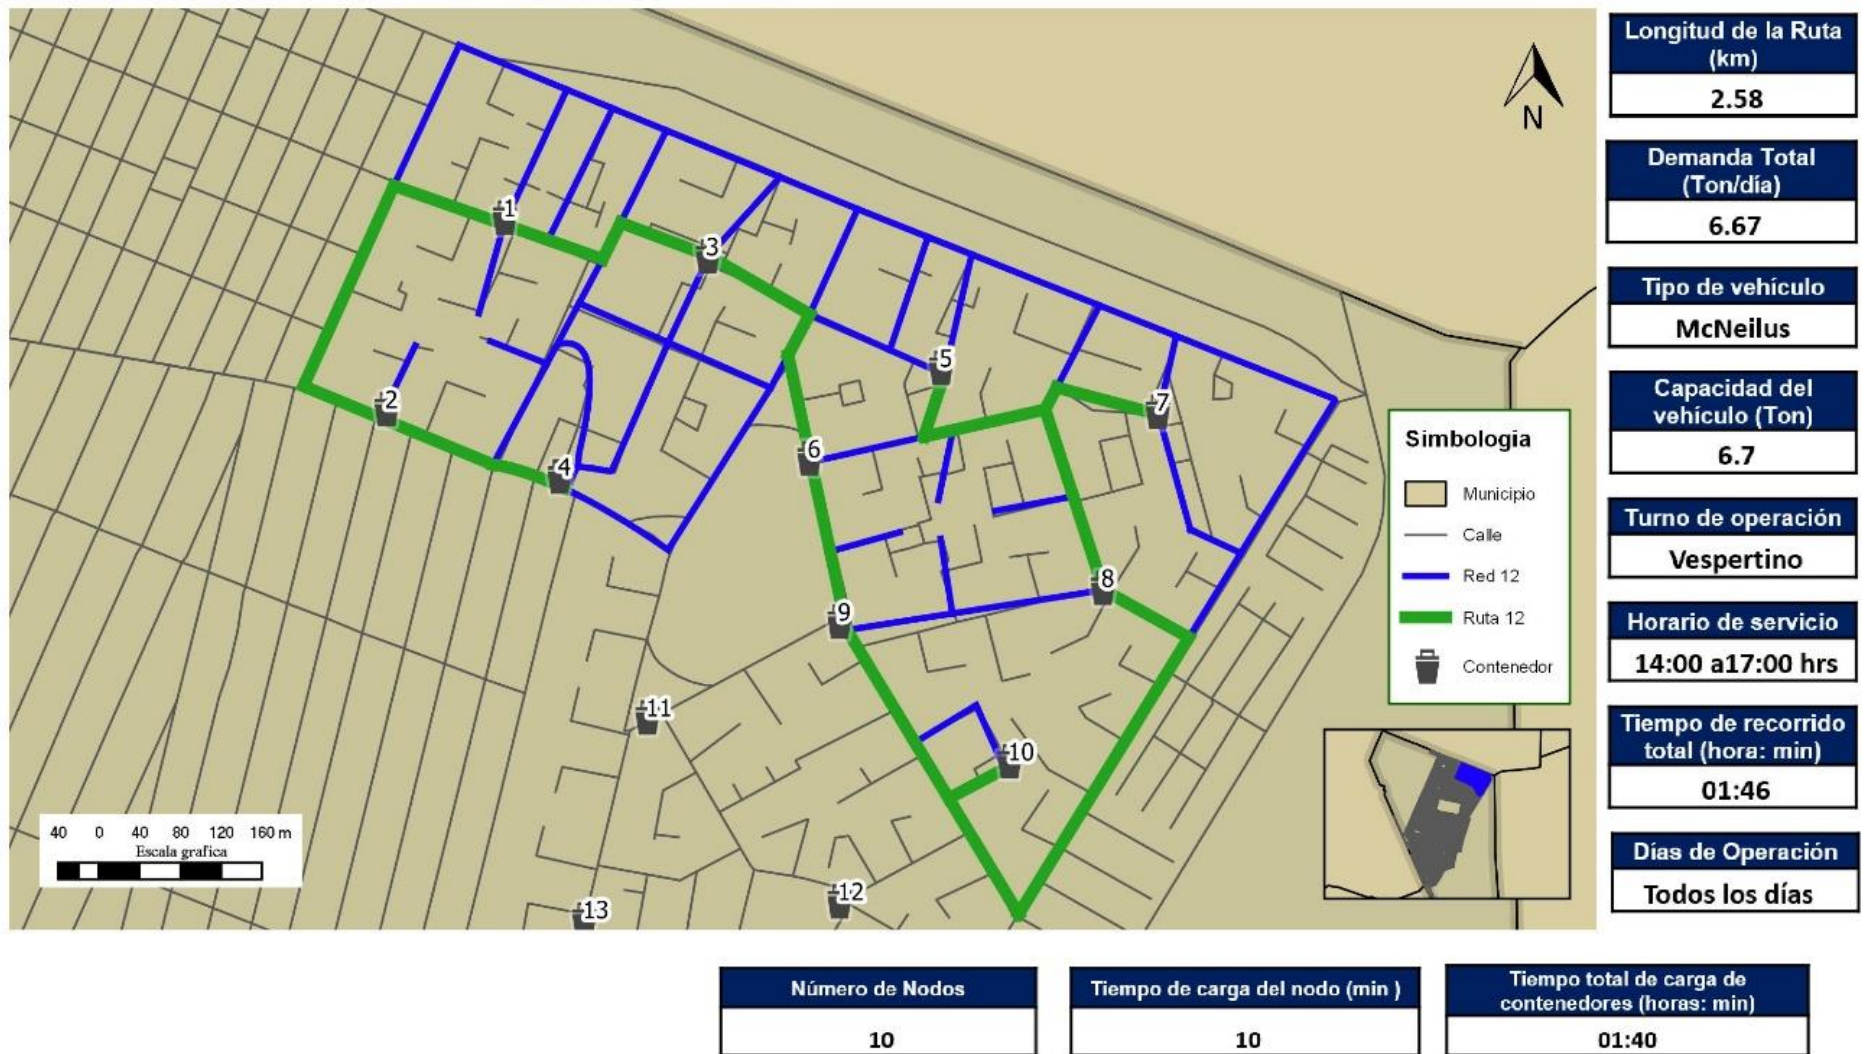 1
2
3
4
5
6
7
8
9
10
11
12
13
N
40 0 40 80 120 160 m
Escala grafica
Simbología
Municipio
Calle
Red 12
Ruta 12
Contenedor
Longitud de la Ruta
(km)
2.58
Demanda Total
(Ton/día)
6.67
Tipo de vehículo
McNeilus
Capacidad del
vehículo (Ton)
6.7
Turno de operación
Vespertino
Horario de servicio
14:00 a17:00 hrs
Tiempo de recorrido
total (hora: min)
01:46
Días de Operación
Todos los días
Número de Nodos
10
Tiempo de carga del nodo (min )
10
Tiempo total de carga de
contenedores (horas: min)
01:40